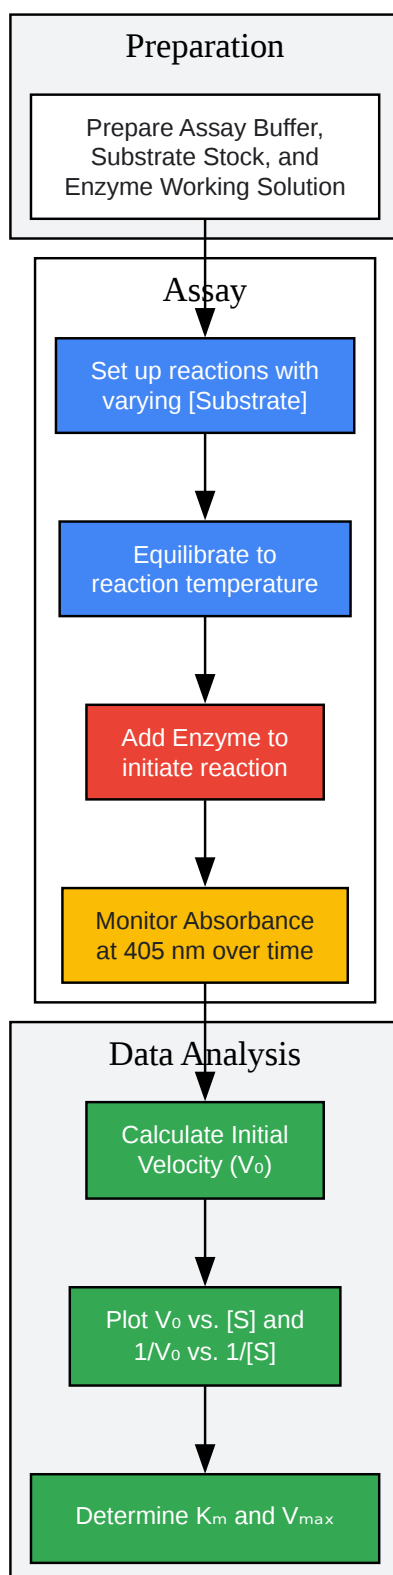 Preparation
Prepare Assay Buffer,
Substrate Stock, and
Enzyme Working Solution
Assay
Set up reactions with
varying [Substrate]
Equilibrate to
reaction temperature
Add Enzyme to
initiate reaction
Monitor Absorbance
at 405 nm over time
Data Analysis
Calculate Initial
Velocity (V₀)
Plot V₀ vs. [S] and
1/V₀ vs. 1/[S]
Determine Kₘ and Vₘₐₓ